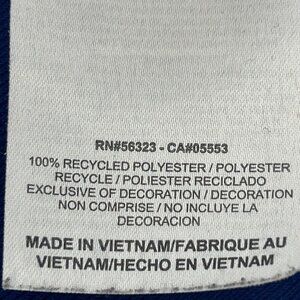 RN#56323 - CA#05553
100% RECYCLED POLYESTER / POLYESTER
RECYCLE / POLIESTER RECICLADO
EXCLUSIVE OF DECORATION / DECORATION
NON COMPRISE / NO INCLUYE LA
DECORACION
MADE IN VIETNAM/FABRIQUE AU
VIETNAM/HECHO EN VIETNAM